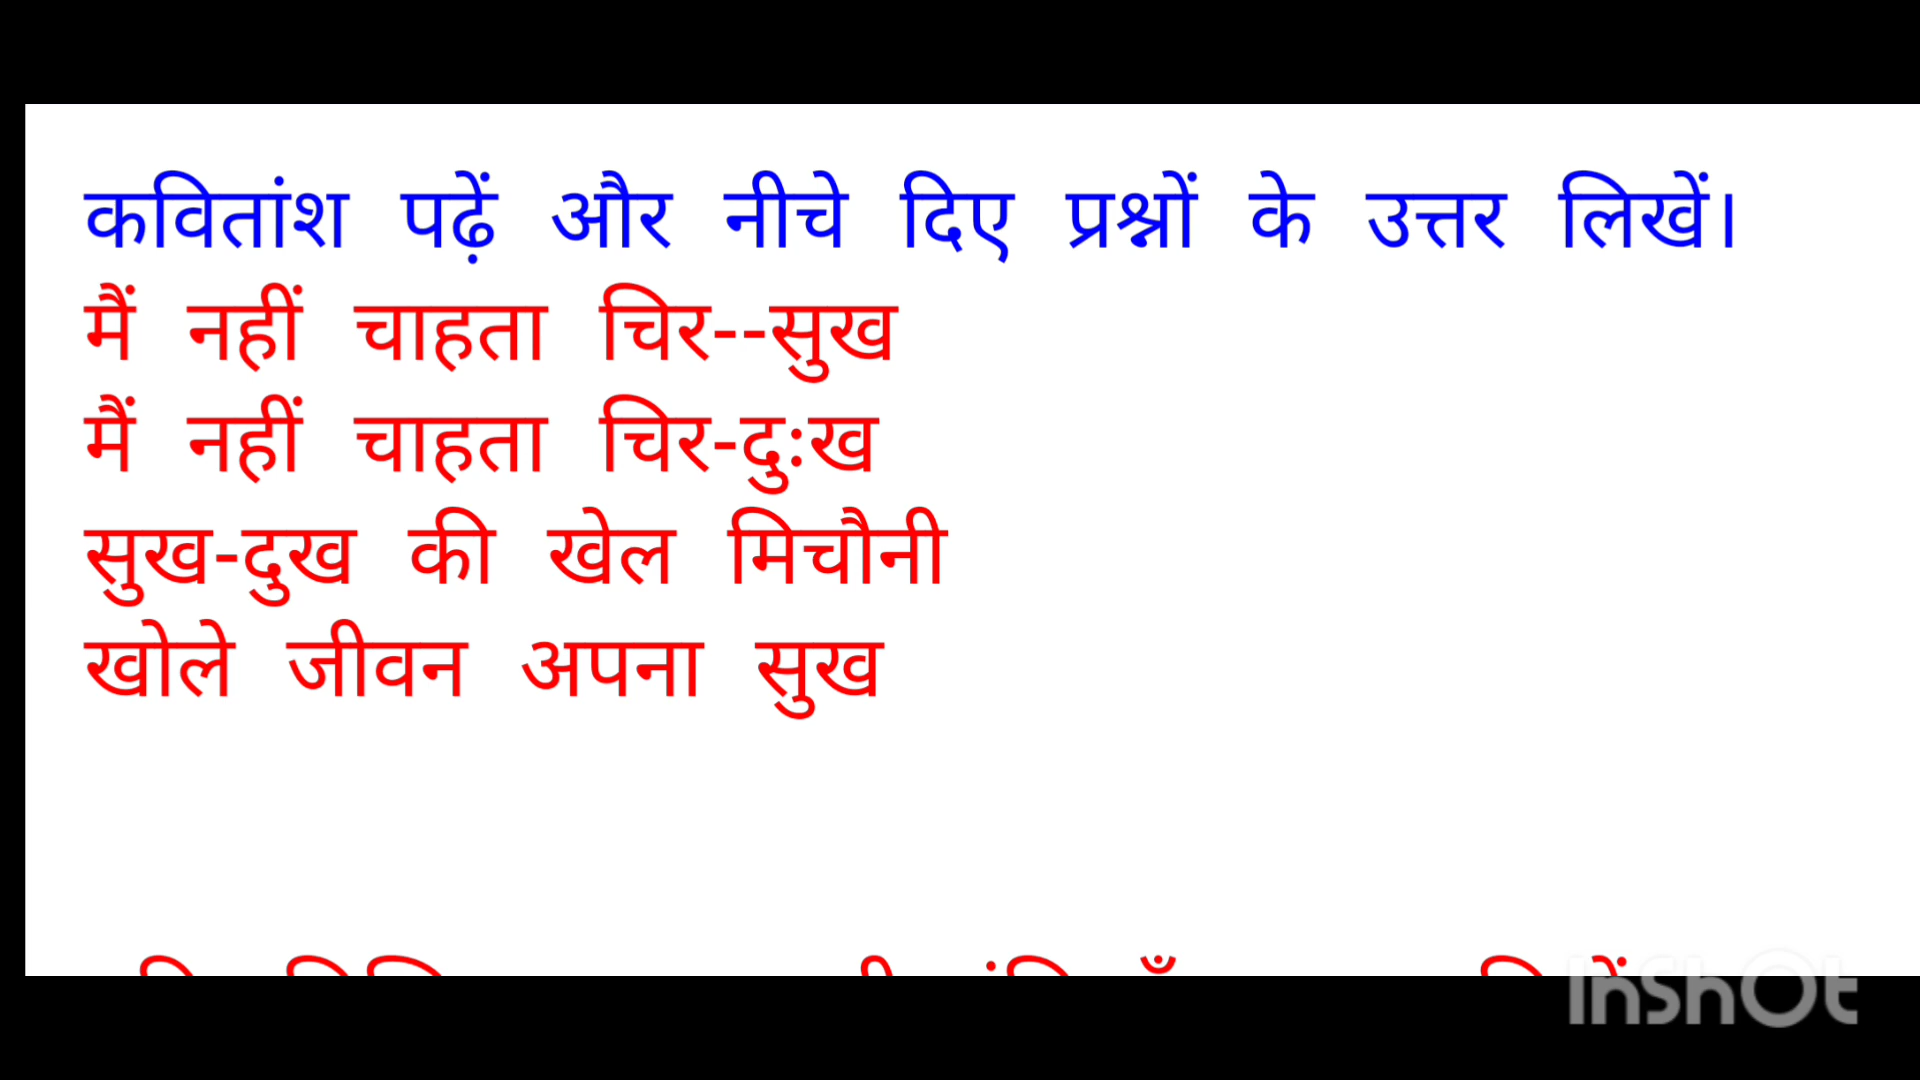 कवितांश पढ़ें और नीचे दिए प्रश्नों के उत्तर लिखें।
मैं नहीं चाहता चिर--सुख
मैं नहीं चाहता चिर-दुःख
सुख-दुख की खेल मिचौनी
खोले जीवन अपना सुख
InShOt